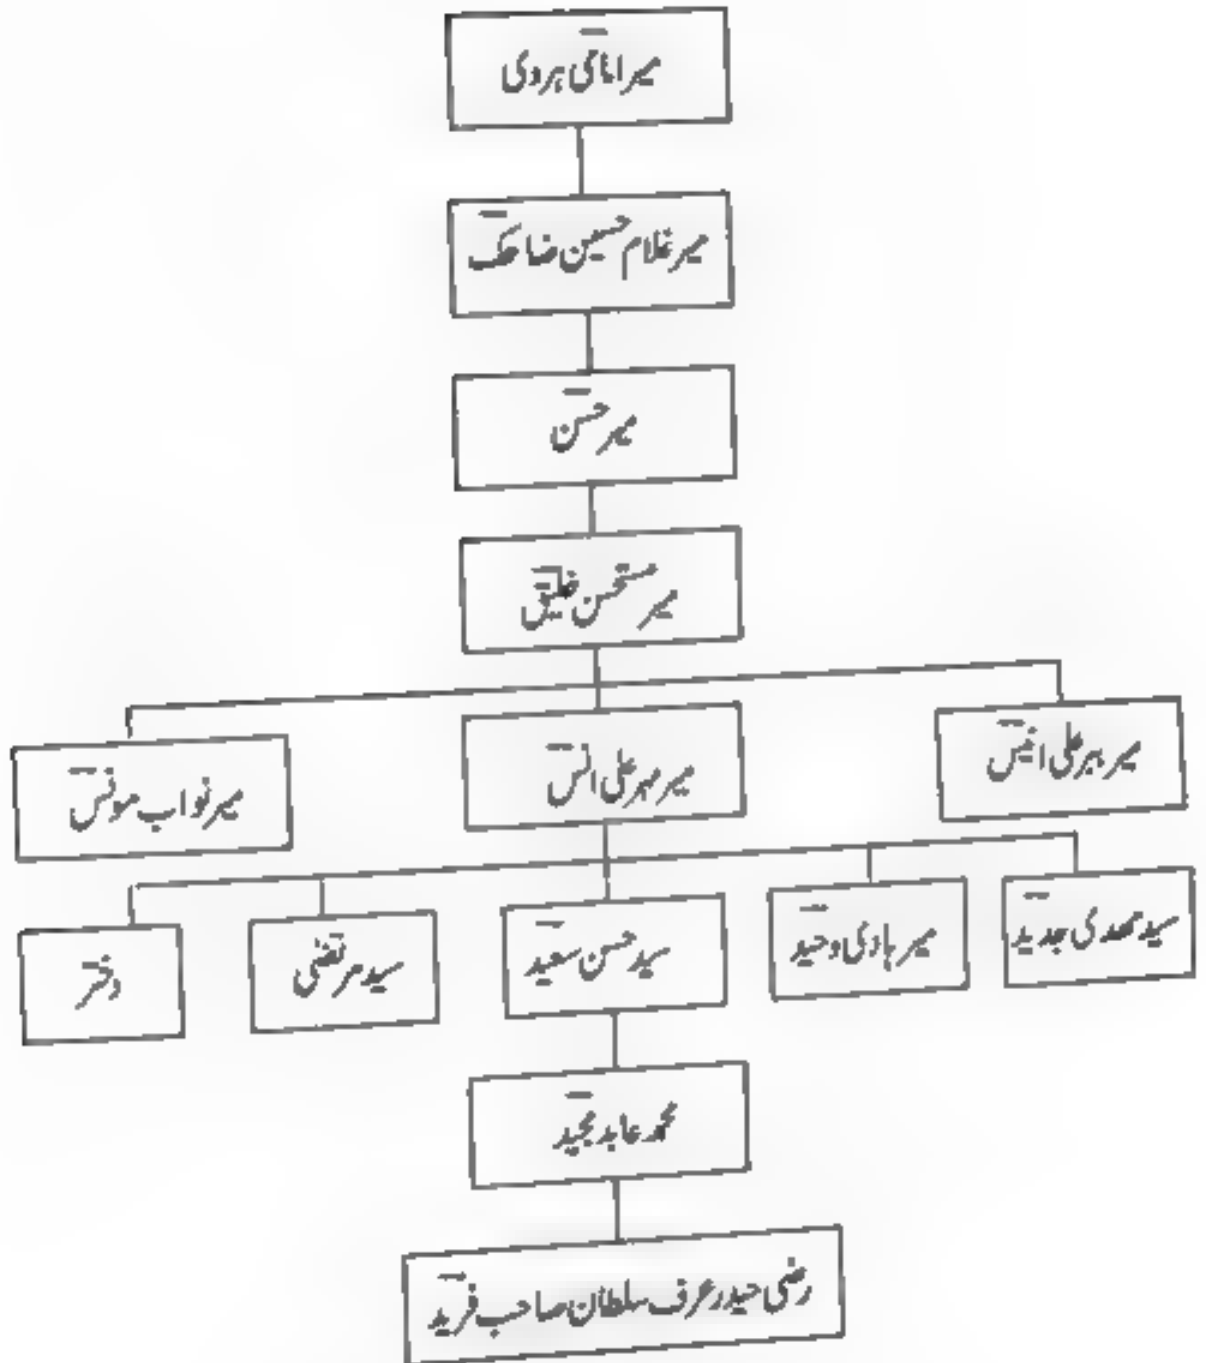 میر امامی ہروی
میر غلام حسین ضاحک
میر حسن
میر مستحسن خلیق
میر ببر علی انیس
میر مہر علی انس
میر نواب مونس
سید مہدی جدید
میر ہادی وحید
سید حسن سعید
سید مرتضیٰ
دختر
محمد عابد مجید
رضی حیدر عرف سلطان صاحب فرید